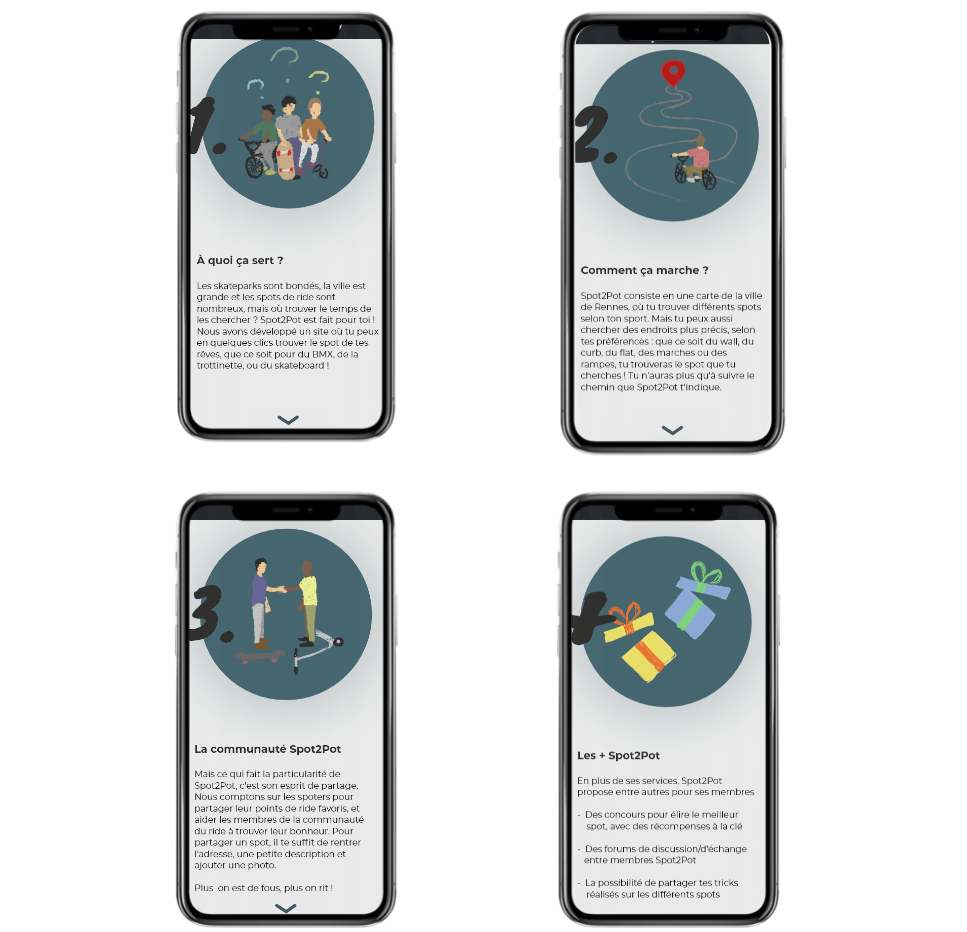 1.
À quoi ça sert ?
Les skateparks sont bondés, la ville est
grande et les spots de ride sont
nombreux, mais où trouver le temps de
les chercher ? Spot2Pot est fait pour toi !
Nous avons développé un site où tu peux
en quelques clics trouver le spot de tes
rêves, que ce soit pour du BMX, de la
trottinette, ou du skateboard !
2.
Comment ça marche ?
Spot2Pot consiste en une carte de la ville
de Rennes, où tu trouver différents spots
selon ton sport. Mais tu peux aussi
chercher des endroits plus précis, selon
tes préférences : que ce soit du wall, du
curb, du flat, des marches ou des
rampes, tu trouveras le spot que tu
cherches ! Tu n'auras plus qu'à suivre le
chemin que Spot2Pot t'indique.
3.
La communauté Spot2Pot
Mais ce qui fait la particularité de
Spot2Pot, c'est son esprit de partage.
Nous comptons sur les spoters pour
partager leur points de ride favoris, et
aider les membres de la communauté
du ride à trouver leur bonheur. Pour
partager un spot, il te suffit de rentrer
l'adresse, une petite description et
ajouter une photo.
Plus on est de fous, plus on rit !
+
Les + Spot2Pot
En plus de ses services, Spot2Pot
propose entre autres pour ses membres
- Des concours pour élire le meilleur
spot, avec des récompenses à la clé
- Des forums de discussion/d'échange
entre membres Spot2Pot
- La possibilité de partager tes tricks
réalisés sur les différents spots